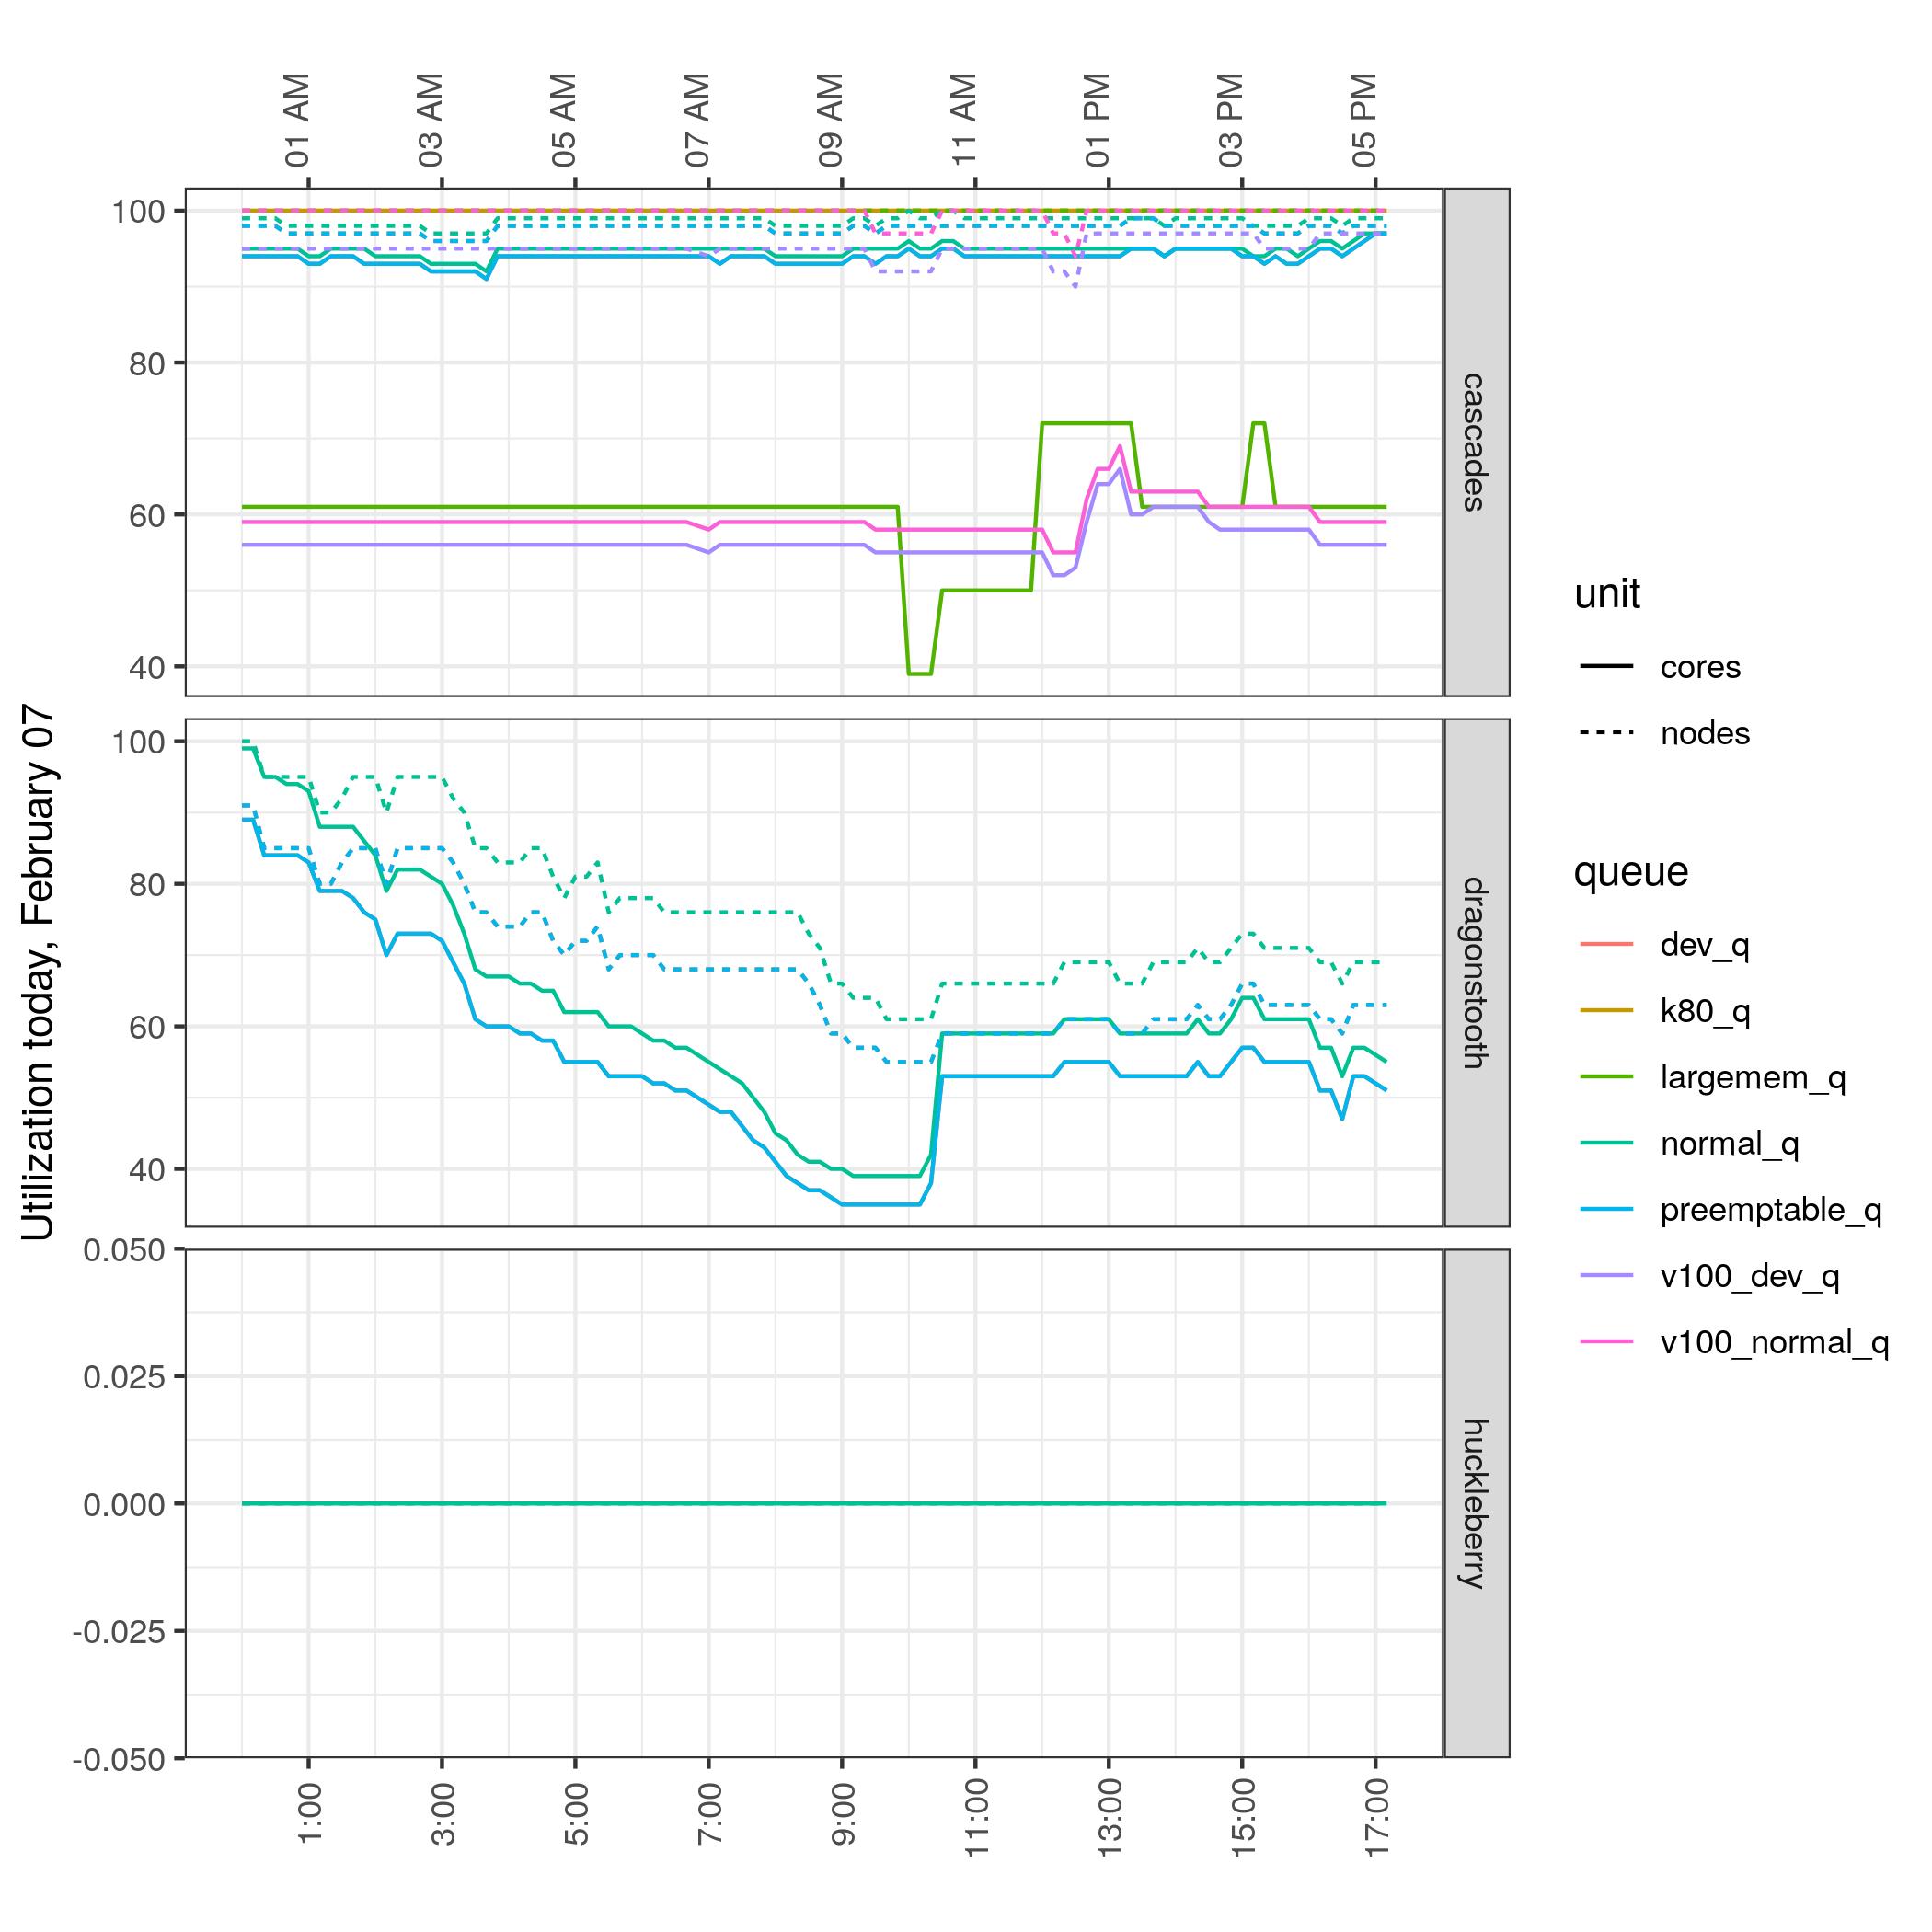 01 AM
03 AM
05 AM
07 AM
09 AM
11 AM
01 PM
03 PM
05 PM
Utilization today, February 07
100
80
60
40
cascades
100
80
60
40
dragonstooth
0.050
0.025
0.000
-0.025
-0.050
huckleberry
1:00
3:00
5:00
7:00
9:00
11:00
13:00
15:00
17:00
unit
cores
nodes
queue
dev_q
k80_q
largemem_q
normal_q
preemptable_q
v100_dev_q
v100_normal_q